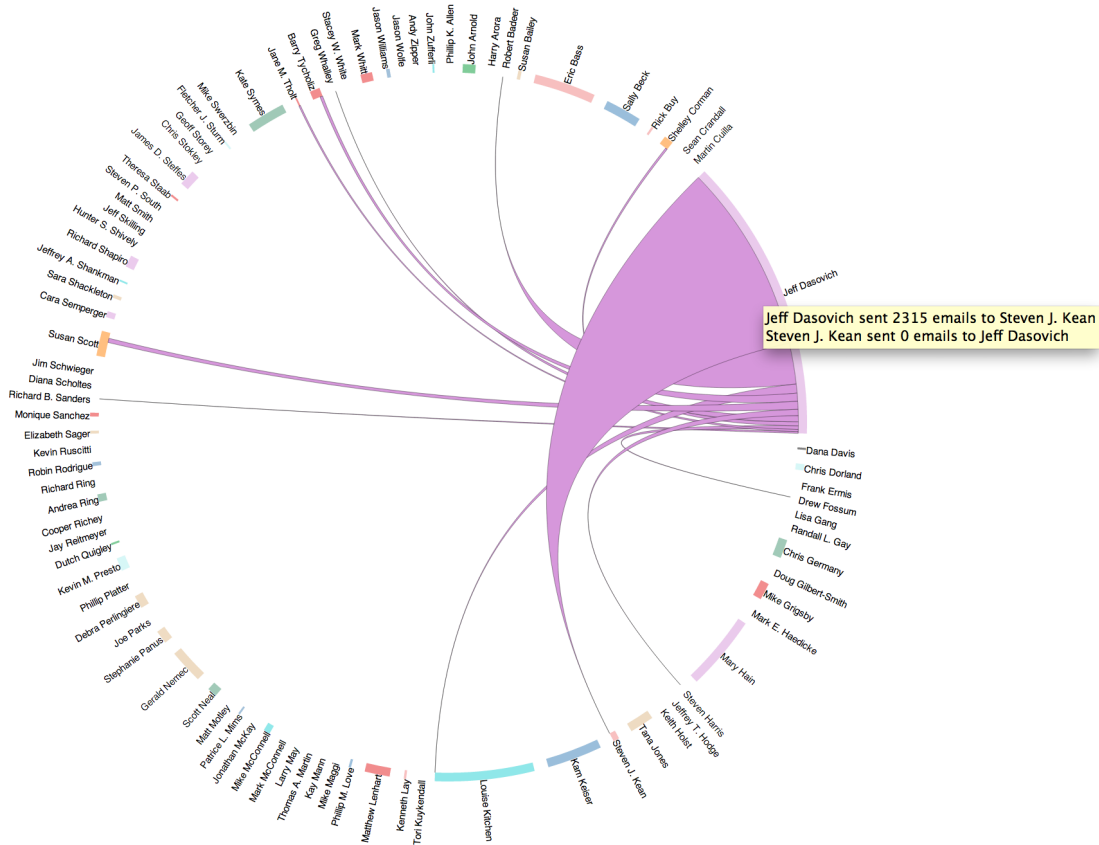 Harry Arora
Robert Badeer
Susan Bailey
Eric Bass
Sally Beck
Rick Buy
Shelley Corman
Sean Crandall
Martin Cuilla
Jeff Dasovich
Jeff Dasovich sent 2315 emails to Steven J. Kean
Steven J. Kean sent 0 emails to Jeff Dasovich
Dana Davis
Chris Dorland
Frank Ermis
Drew Fossum
Lisa Gang
Randall L. Gay
Chris Germany
Doug Gilbert-Smith
Mike Grigsby
Mark E. Haedicke
Mary Hain
Steven Harris
Jeffrey T. Hodge
Keith Holst
Tana Jones
Steven J. Kean
Kam Keiser
Louise Kitchen
Tori Kuykendall
Kenneth Lay
Matthew Lenhart
Phillip M. Love
Mike Maggi
Kay Mann
Thomas A. Martin
Larry May
Mark McConnell
Mike McConnell
Jonathan McKay
Patrice L. Mims
Matt Motley
Scott Neal
Gerald Nemec
Stephanie Panus
Joe Parks
Debra Perlingiere
Phillip Platter
Kevin M. Presto
Dutch Quigley
Jay Reitmeyer
Cooper Richey
Andrea Ring
Richard Ring
Robin Rodrigue
Kevin Ruscitti
Elizabeth Sager
Monique Sanchez
Richard B. Sanders
Diana Scholtes
Jim Schwieger
Susan Scott
Cara Semperger
Sara Shackleton
Jeffrey A. Shankman
Richard Shapiro
Hunter S. Shively
Jeff Skilling
Matt Smith
Steven P. South
Theresa Staab
James D. Steffes
Chris Stokley
Geoff Storey
Fletcher J. Sturm
Mike Swerzbin
Kate Symes
Jane M. Tholt
Barry Tycholiz
Greg Whalley
Stacey W. White
Mark Whitt
Jason Williams
Jason Wolfe
Andy Zipper
John Zufferli
Phillip K. Allen
John Arnold